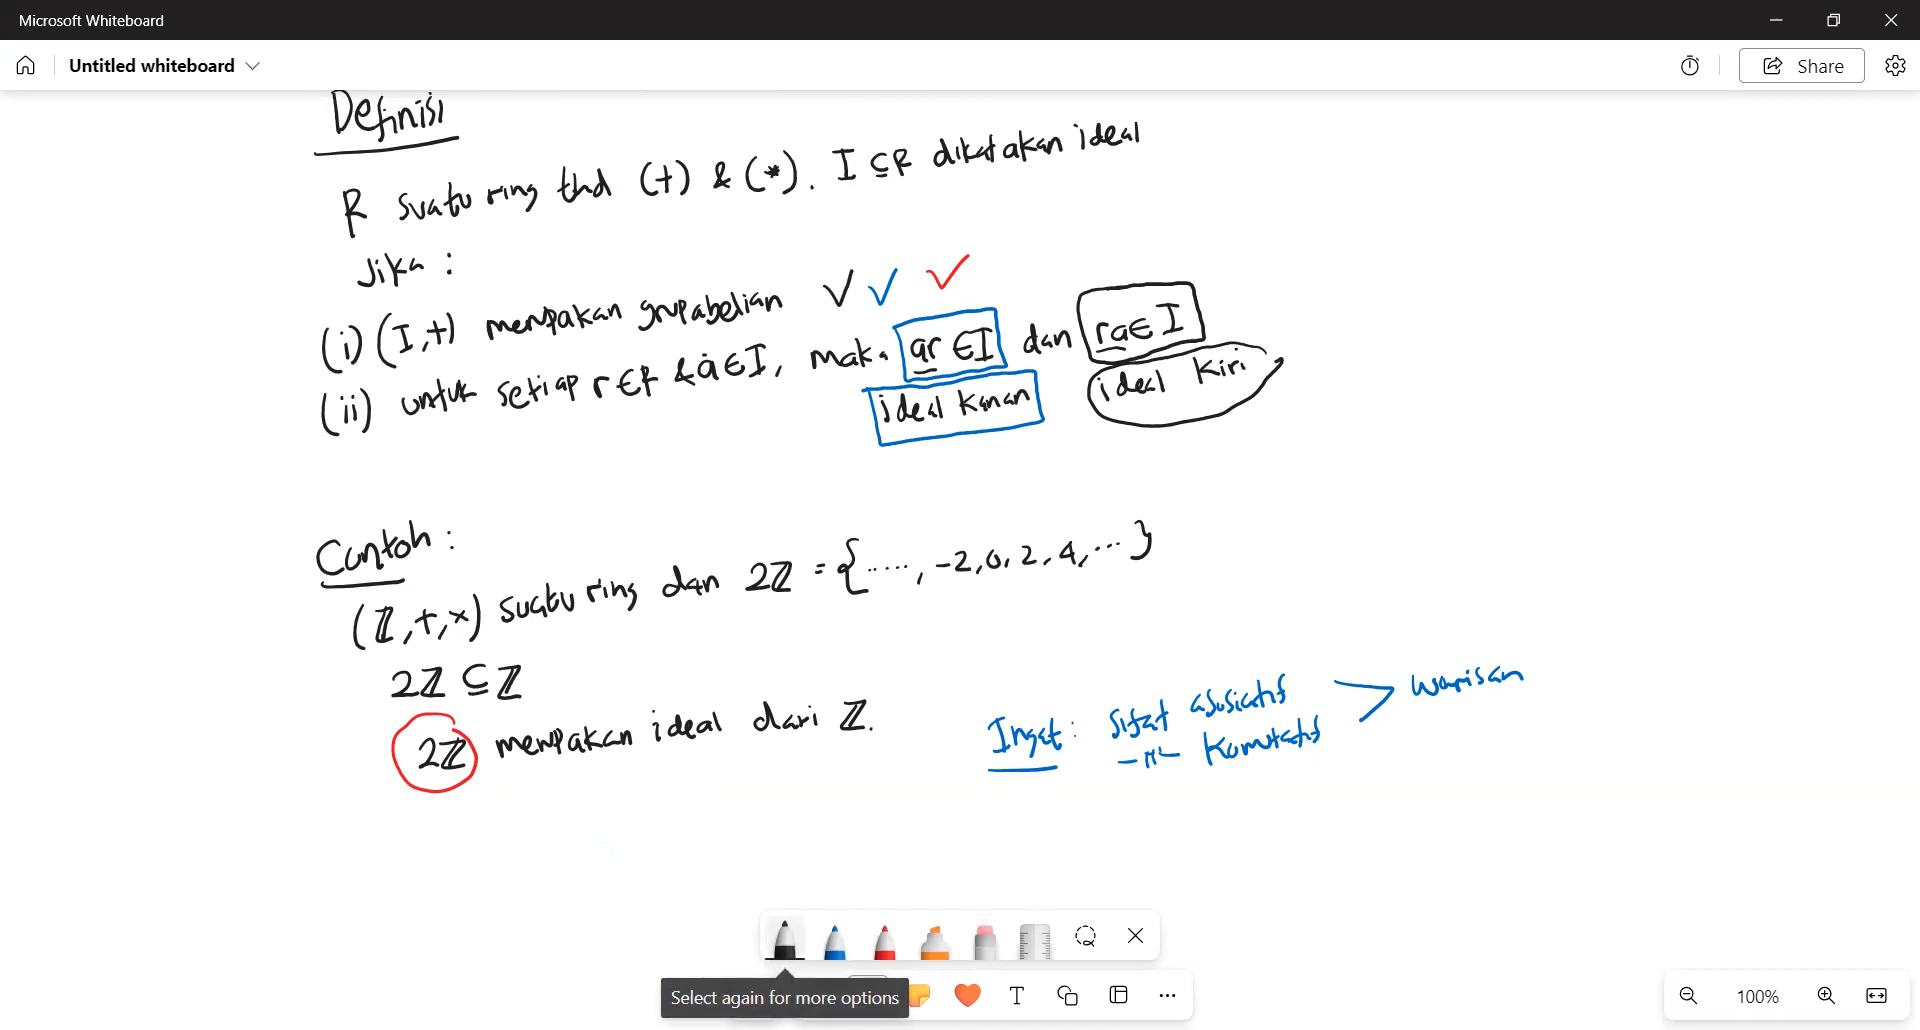 Microsoft Whiteboard
Untitled whiteboard
Share
Definisi
R suatu ring thd (+) & (*). I ⊆ R dikatakan ideal
Jika :
(i) (I,+) merupakan grup abelian ✓ ✓ ✓
(ii) untuk setiap r ∈ R & a ∈ I, maka ar ∈ I dan ra ∈ I
ideal kanan
ideal kiri
Contoh :
(ℤ,+,×) suatu ring dan 2ℤ = {....., -2, 0, 2, 4, ...}
2ℤ ⊆ ℤ
2ℤ merupakan ideal dari ℤ.
Ingat : sifat asosiatif > warisan
-"- komutatif
Select again for more options
100%